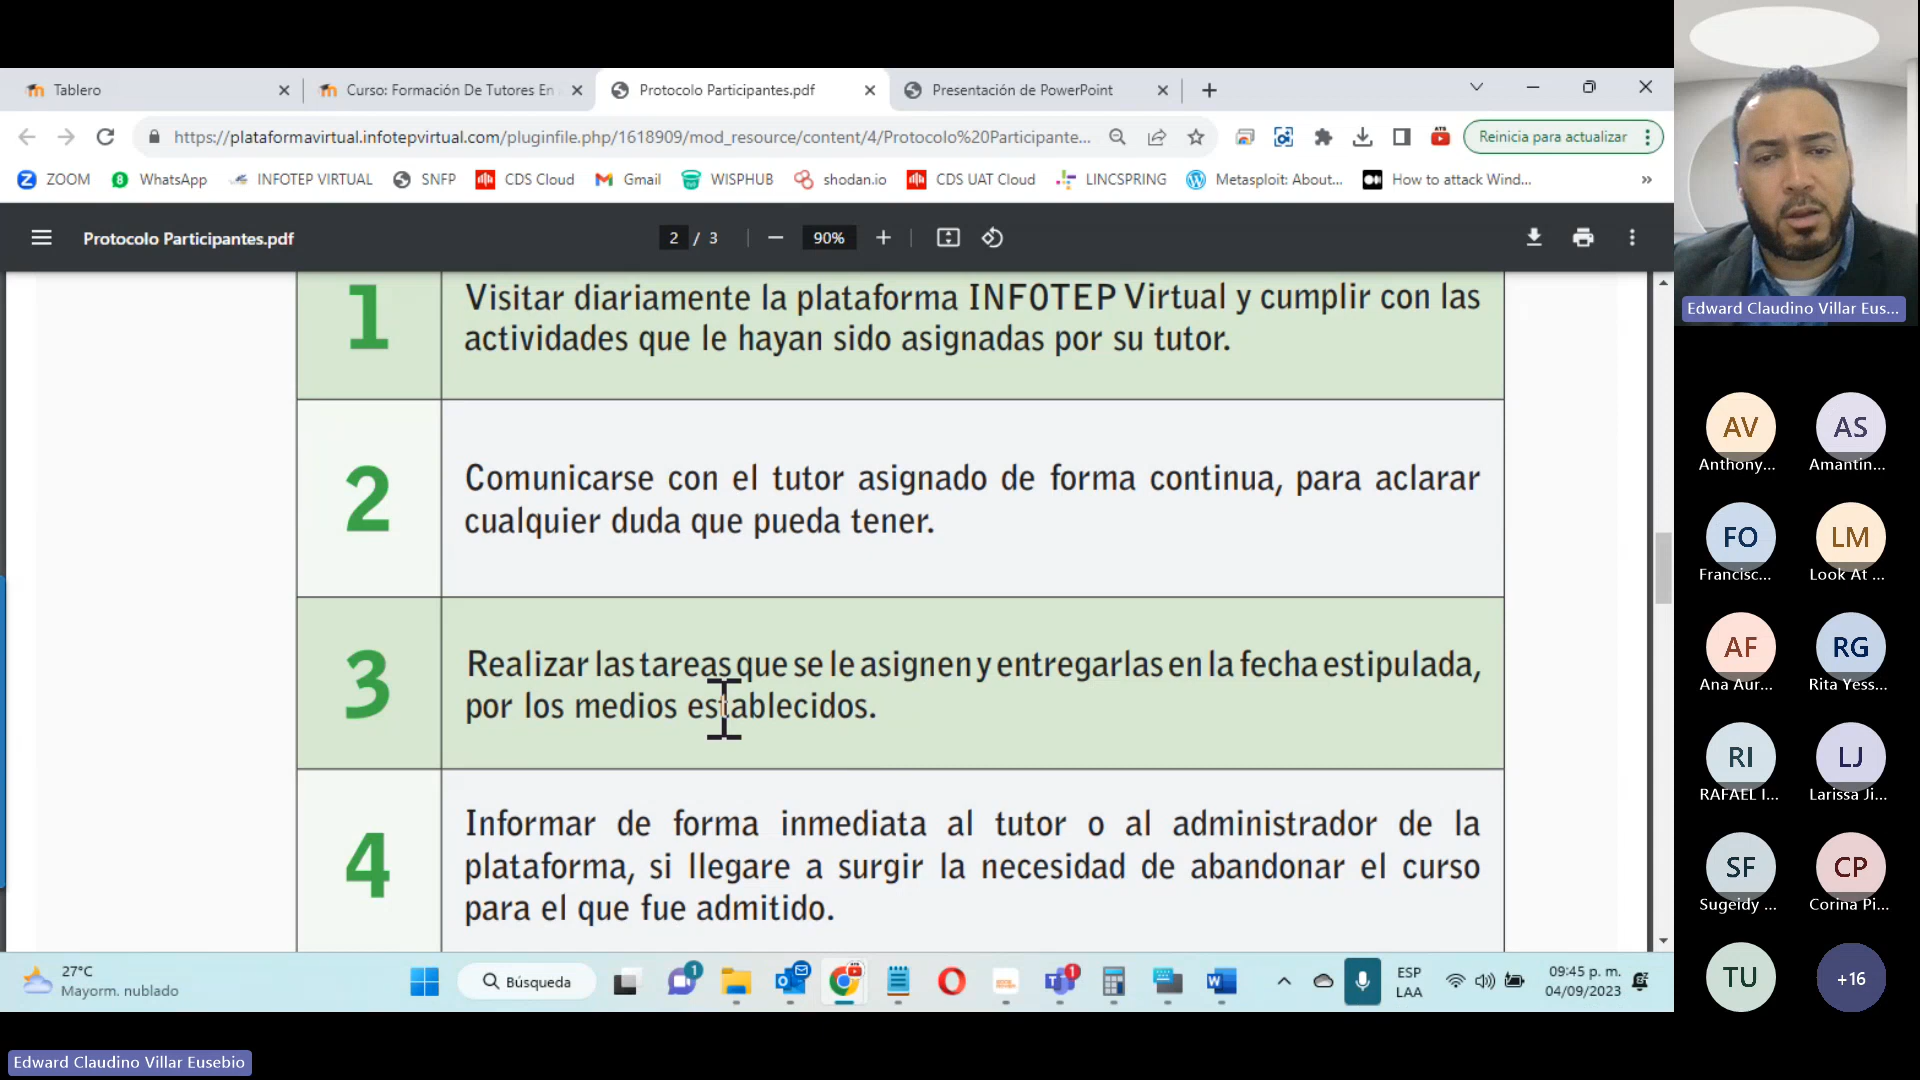 Tablero
Curso: Formación De Tutores En
Protocolo Participantes.pdf
Presentación de PowerPoint
https://plataformavirtual.infotepvirtual.com/pluginfile.php/1618909/mod_resource/content/4/Protocolo%20Participante...
Reinicia para actualizar
ZOOM
WhatsApp
INFOTEP VIRTUAL
SNFP
CDS Cloud
Gmail
WISPHUB
shodan.io
CDS UAT Cloud
LINCSPRING
Metasploit: About...
How to attack Wind...
»
Protocolo Participantes.pdf
2 / 3
90%
1
Visitar diariamente la plataforma INFOTEP Virtual y cumplir con las
actividades que le hayan sido asignadas por su tutor.
2
Comunicarse con el tutor asignado de forma continua, para aclarar
cualquier duda que pueda tener.
3
Realizar las tareas que se le asignen y entregarlas en la fecha estipulada,
por los medios establecidos.
4
Informar de forma inmediata al tutor o al administrador de la
plataforma, si llegare a surgir la necesidad de abandonar el curso
para el que fue admitido.
27°C
Mayorm. nublado
Búsqueda
1
1
ESP
LAA
09:45 p. m.
04/09/2023
Edward Claudino Villar Eusebio
Edward Claudino Villar Eus...
AV
Anthony...
AS
Amantin...
FO
Francisc...
LM
Look At ...
AF
Ana Aur...
RG
Rita Yess...
RI
RAFAEL I...
LJ
Larissa Ji...
SF
Sugeidy ...
CP
Corina Pi...
TU
+16